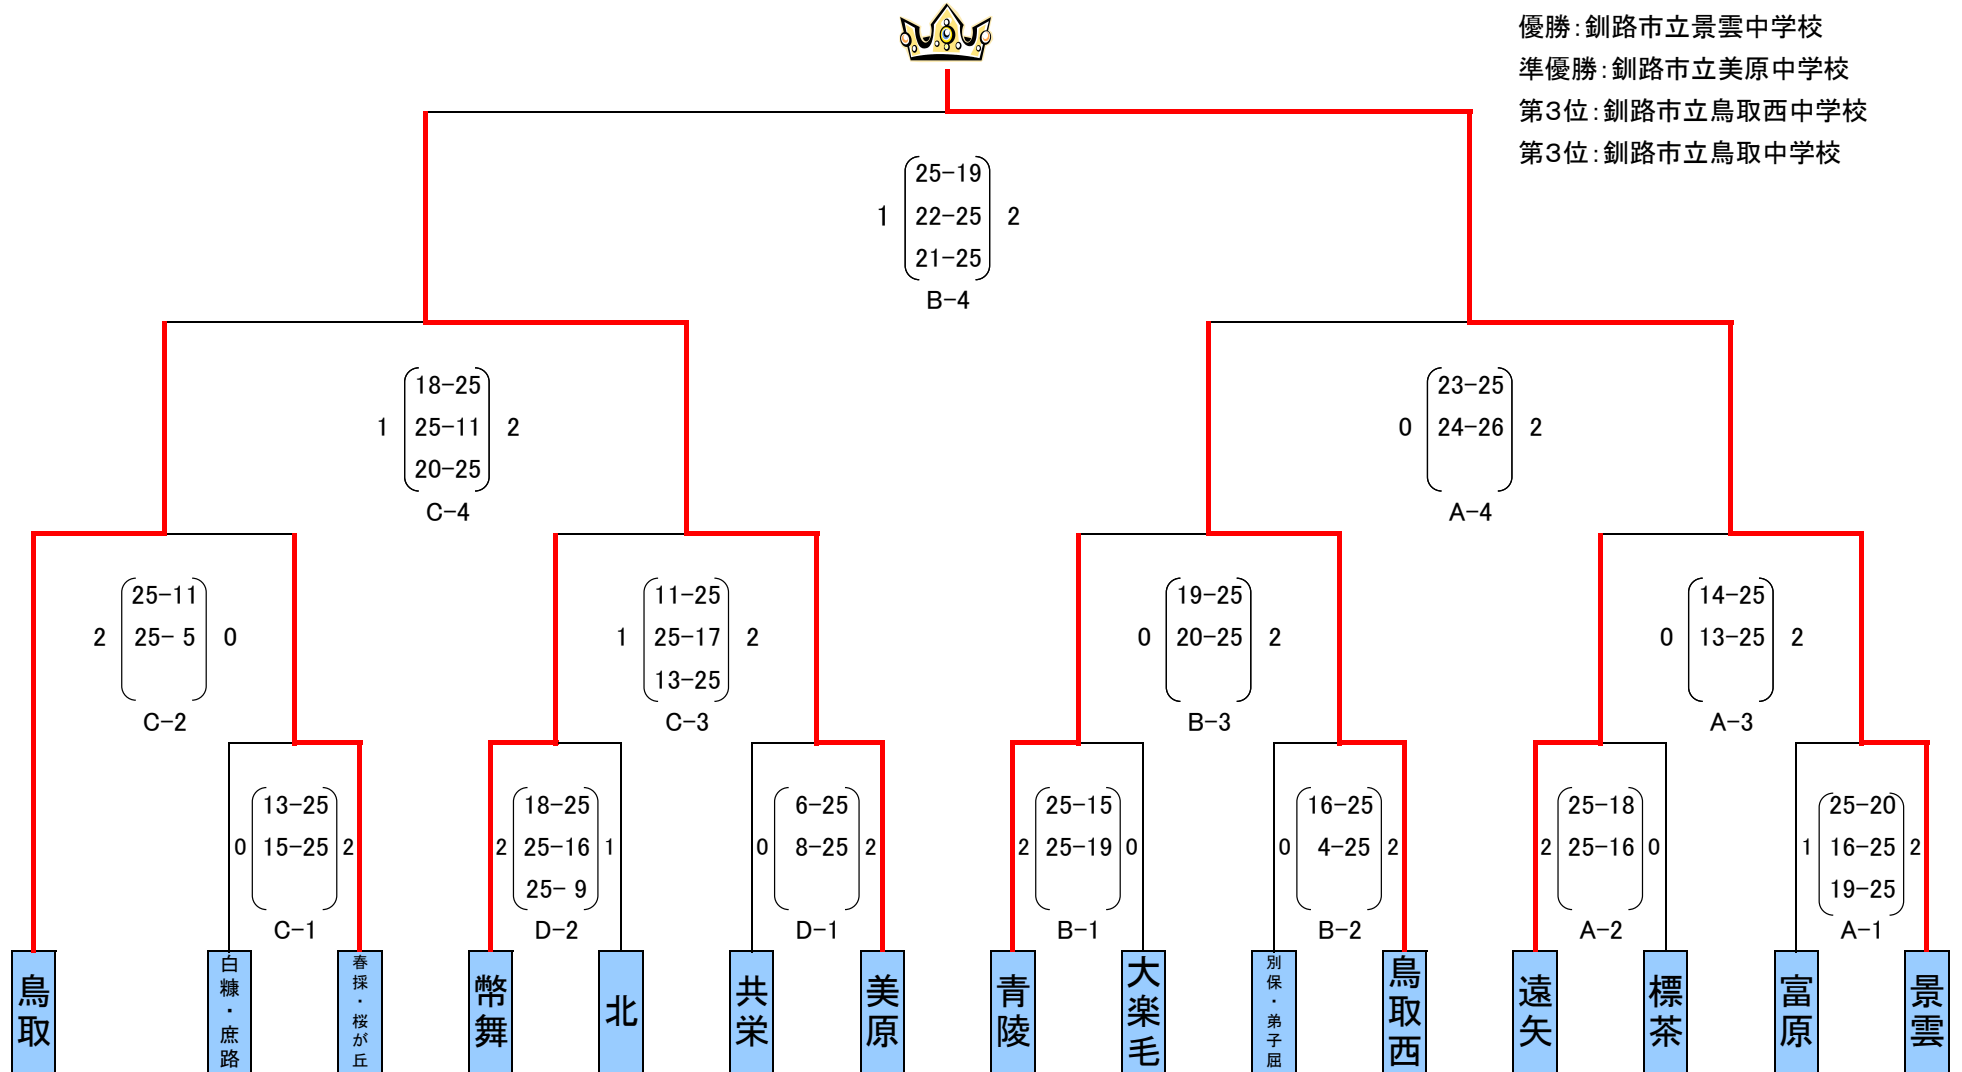 優勝：釧路市立景雲中学校
準優勝：釧路市立美原中学校
第3位：釧路市立鳥取西中学校
第3位：釧路市立鳥取中学校
25-19
1 22-25 2
21-25
B-4
18-25
1 25-11 2
20-25
C-4
23-25
0 24-26 2
A-4
25-11
2 25- 5 0
C-2
11-25
1 25-17 2
13-25
C-3
19-25
0 20-25 2
B-3
14-25
0 13-25 2
A-3
13-25
0 15-25 2
C-1
18-25
2 25-16 1
25- 9
D-2
6-25
0 8-25 2
D-1
25-15
2 25-19 0
B-1
16-25
0 4-25 2
B-2
25-18
2 25-16 0
A-2
25-20
1 16-25 2
19-25
A-1
鳥取
白糠・庶路
春採・桜が丘
幣舞
北
共栄
美原
青陵
大楽毛
別保・弟子屈
鳥取西
遠矢
標茶
富原
景雲